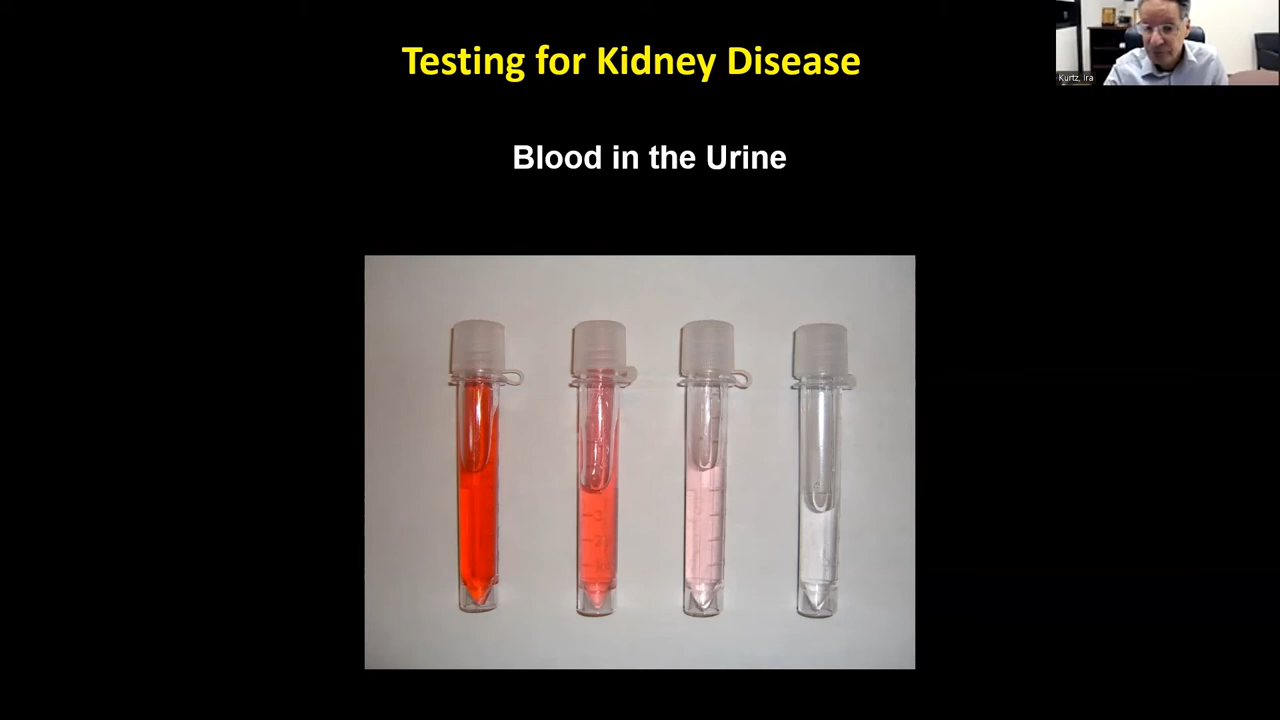 Testing for Kidney Disease
Kurtz, Ira
Blood in the Urine